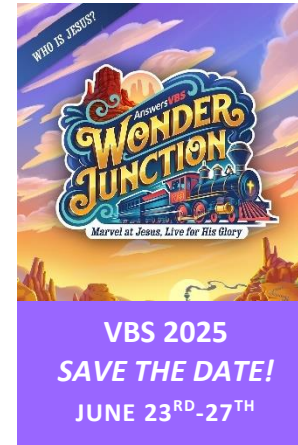 WHO IS JESUS?
AnswersVBS
WONDER
JUNCTION
Marvel at Jesus, Live for His Glory
VBS 2025
SAVE THE DATE!
JUNE 23RD-27TH